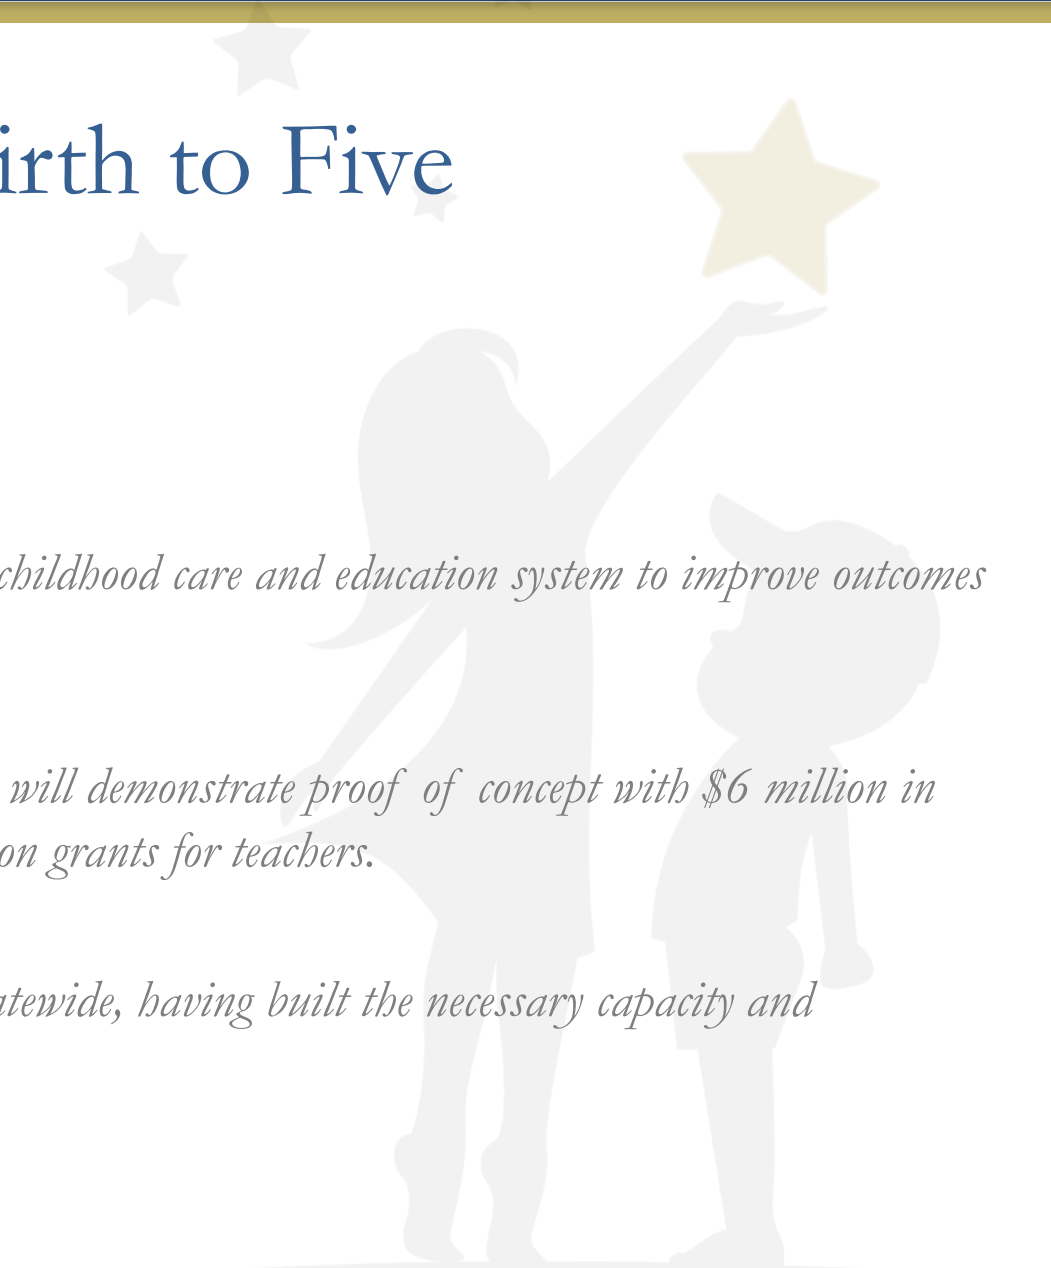 irth to Five
childhood care and education system to improve outcomes
will demonstrate proof of concept with $6 million in
on grants for teachers.
atewide, having built the necessary capacity and